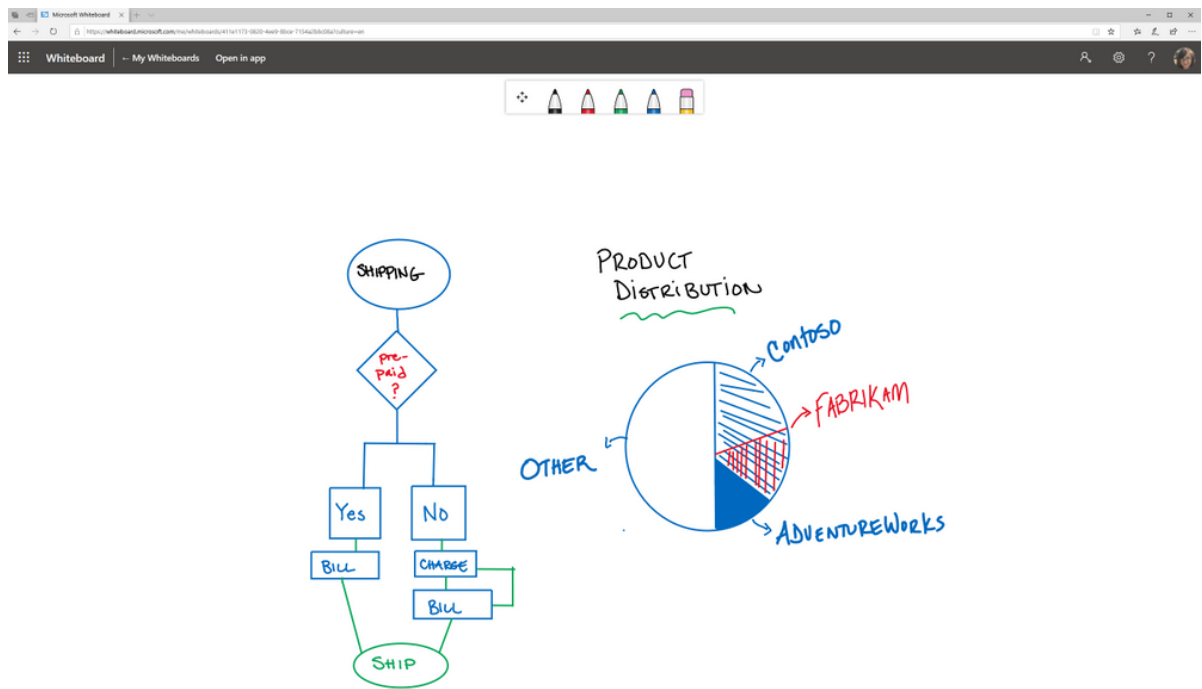 Microsoft Whiteboard
Whiteboard
← My Whiteboards
Open in app
?
SHIPPING
pre-
paid
?
Yes
No
BILL
CHARGE
BILL
SHIP
PRODUCT
DISTRIBUTION
CONTOSO
FABRIKAM
OTHER
ADVENTUREWORKS